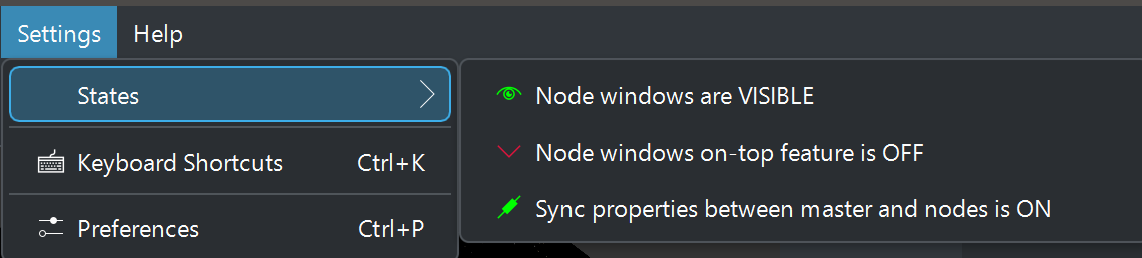 Settings Help
States
Keyboard Shortcuts Ctrl+K
Preferences Ctrl+P
Node windows are VISIBLE
Node windows on-top feature is OFF
Sync properties between master and nodes is ON